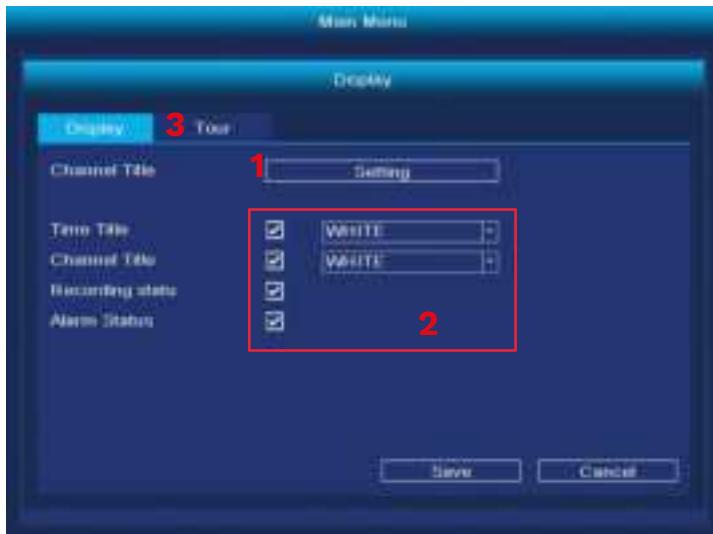 Main Menu
Display
Display 3 Tour
Channel Title 1 Setting
Time Title WHITE
Channel Title WHITE
Recording statu
Alarm Status
2
Save Cancel